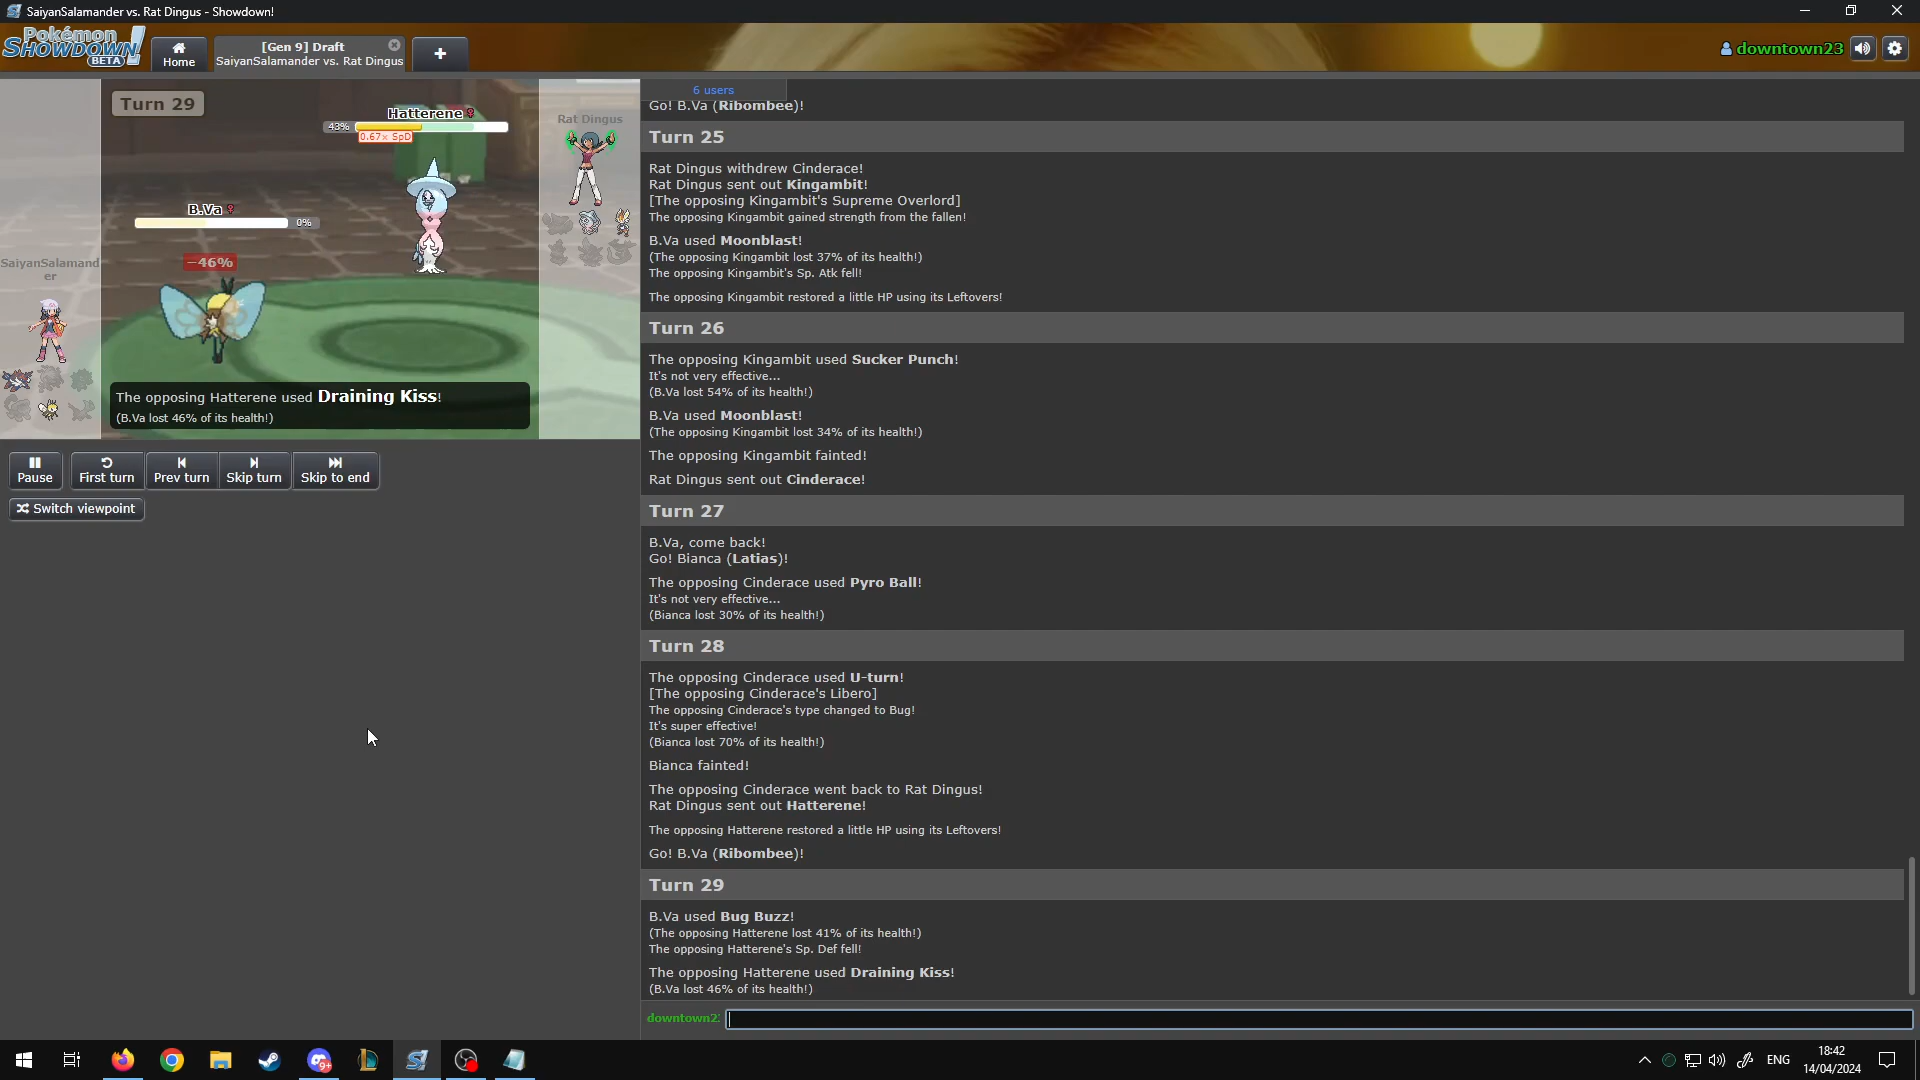 SaiyanSalamander vs. Rat Dingus - Showdown!
Pokémon
SHOWDOWN!
BETA
Home
[Gen 9] Draft
SaiyanSalamander vs. Rat Dingus
downtown23
Turn 29
Hatterene
43%
0.67× SpD
B.Va
0%
−46%
SaiyanSalamand
er
Rat Dingus
The opposing Hatterene used Draining Kiss!
(B.Va lost 46% of its health!)
Pause
First turn
Prev turn
Skip turn
Skip to end
Switch viewpoint
6 users
Go! B.Va (Ribombee)!
Turn 25
Rat Dingus withdrew Cinderace!
Rat Dingus sent out Kingambit!
[The opposing Kingambit's Supreme Overlord]
The opposing Kingambit gained strength from the fallen!
B.Va used Moonblast!
(The opposing Kingambit lost 37% of its health!)
The opposing Kingambit's Sp. Atk fell!
The opposing Kingambit restored a little HP using its Leftovers!
Turn 26
The opposing Kingambit used Sucker Punch!
It's not very effective...
(B.Va lost 54% of its health!)
B.Va used Moonblast!
(The opposing Kingambit lost 34% of its health!)
The opposing Kingambit fainted!
Rat Dingus sent out Cinderace!
Turn 27
B.Va, come back!
Go! Bianca (Latias)!
The opposing Cinderace used Pyro Ball!
It's not very effective...
(Bianca lost 30% of its health!)
Turn 28
The opposing Cinderace used U-turn!
[The opposing Cinderace's Libero]
The opposing Cinderace's type changed to Bug!
It's super effective!
(Bianca lost 70% of its health!)
Bianca fainted!
The opposing Cinderace went back to Rat Dingus!
Rat Dingus sent out Hatterene!
The opposing Hatterene restored a little HP using its Leftovers!
Go! B.Va (Ribombee)!
Turn 29
B.Va used Bug Buzz!
(The opposing Hatterene lost 41% of its health!)
The opposing Hatterene's Sp. Def fell!
The opposing Hatterene used Draining Kiss!
(B.Va lost 46% of its health!)
downtown2:
9+
ENG
18:42
14/04/2024